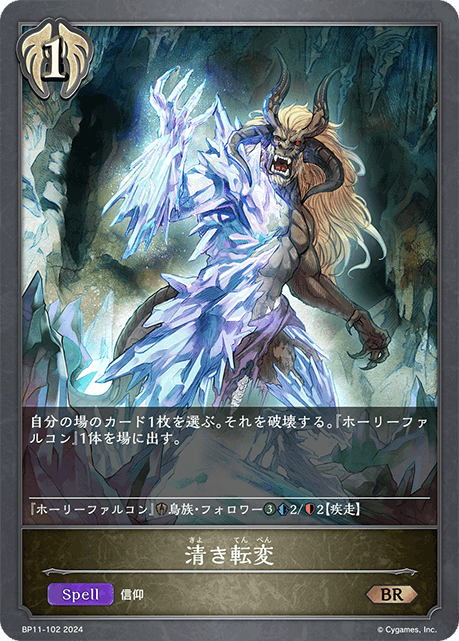 1
自分の場のカード1枚を選ぶ。それを破壊する。『ホーリーファ
ルコン』1体を場に出す。
『ホーリーファルコン』鳥族・フォロワー 3 2/2【疾走】
きよ てん ぺん
清き転変
Spell 信仰 BR
BP11-102 2024 © Cygames, Inc.